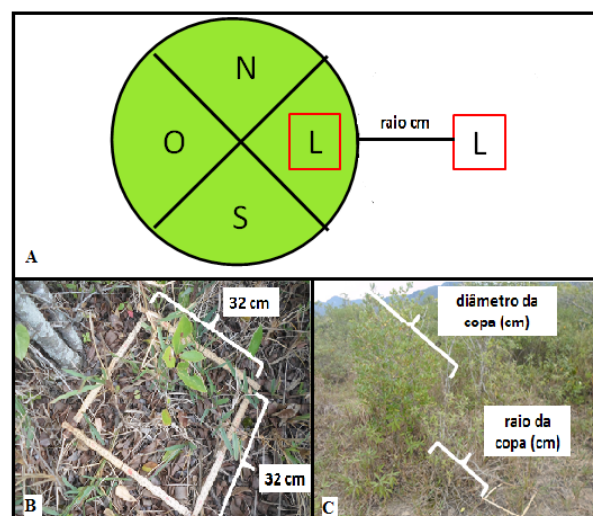 N
raio cm
O
L
L
S
A
32 cm
diâmetro da
copa (cm)
raio da
copa (cm)
32 cm
B
C